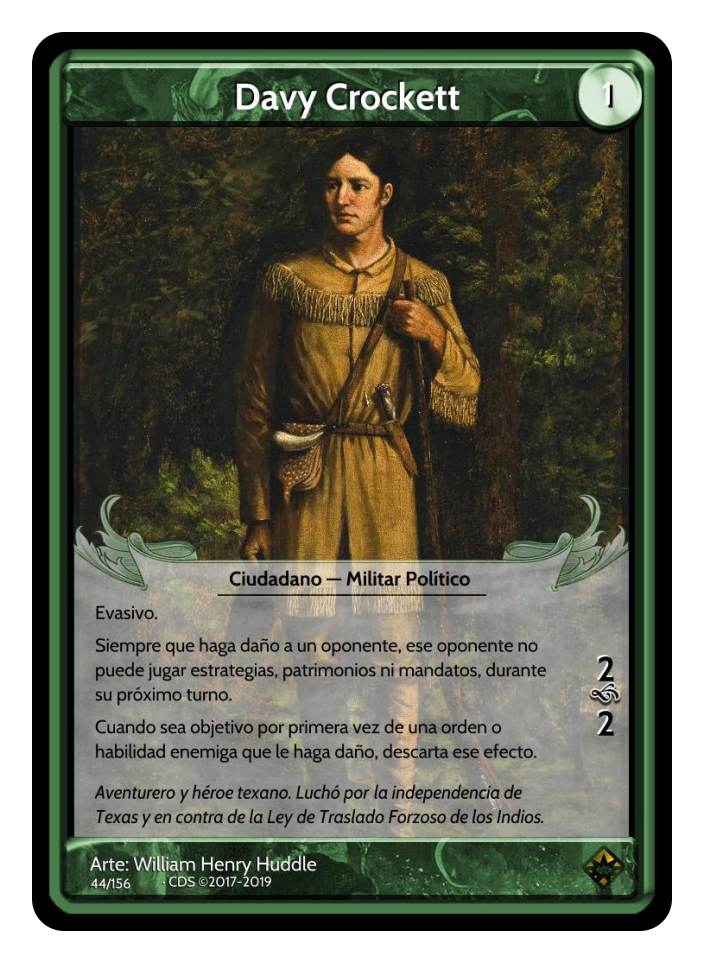 Davy Crockett
1
Ciudadano — Militar Político
Evasivo.
Siempre que haga daño a un oponente, ese oponente no
puede jugar estrategias, patrimonios ni mandatos, durante
su próximo turno.
2
2
Cuando sea objetivo por primera vez de una orden o
habilidad enemiga que le haga daño, descarta ese efecto.
Aventurero y héroe texano. Luchó por la independencia de
Texas y en contra de la Ley de Traslado Forzoso de los Indios.
Arte: William Henry Huddle
44/156 · CDS ©2017-2019